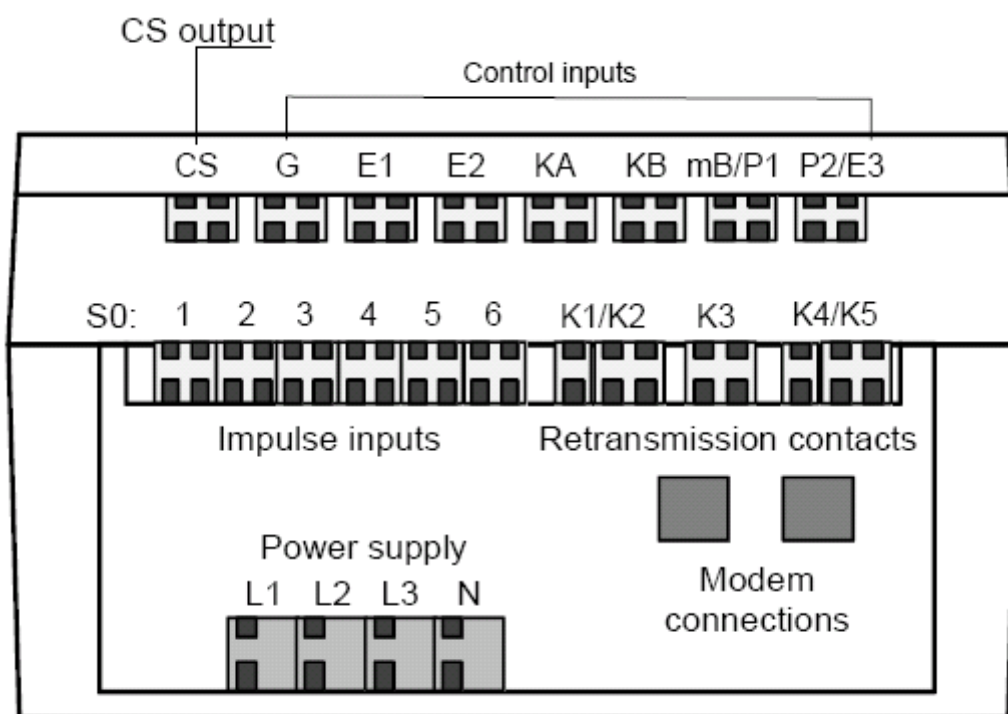 CS output
Control inputs
CS G E1 E2 KA KB mB/P1 P2/E3
S0: 1 2 3 4 5 6 K1/K2 K3 K4/K5
Impulse inputs Retransmission contacts
Power supply
L1 L2 L3 N
Modem
connections